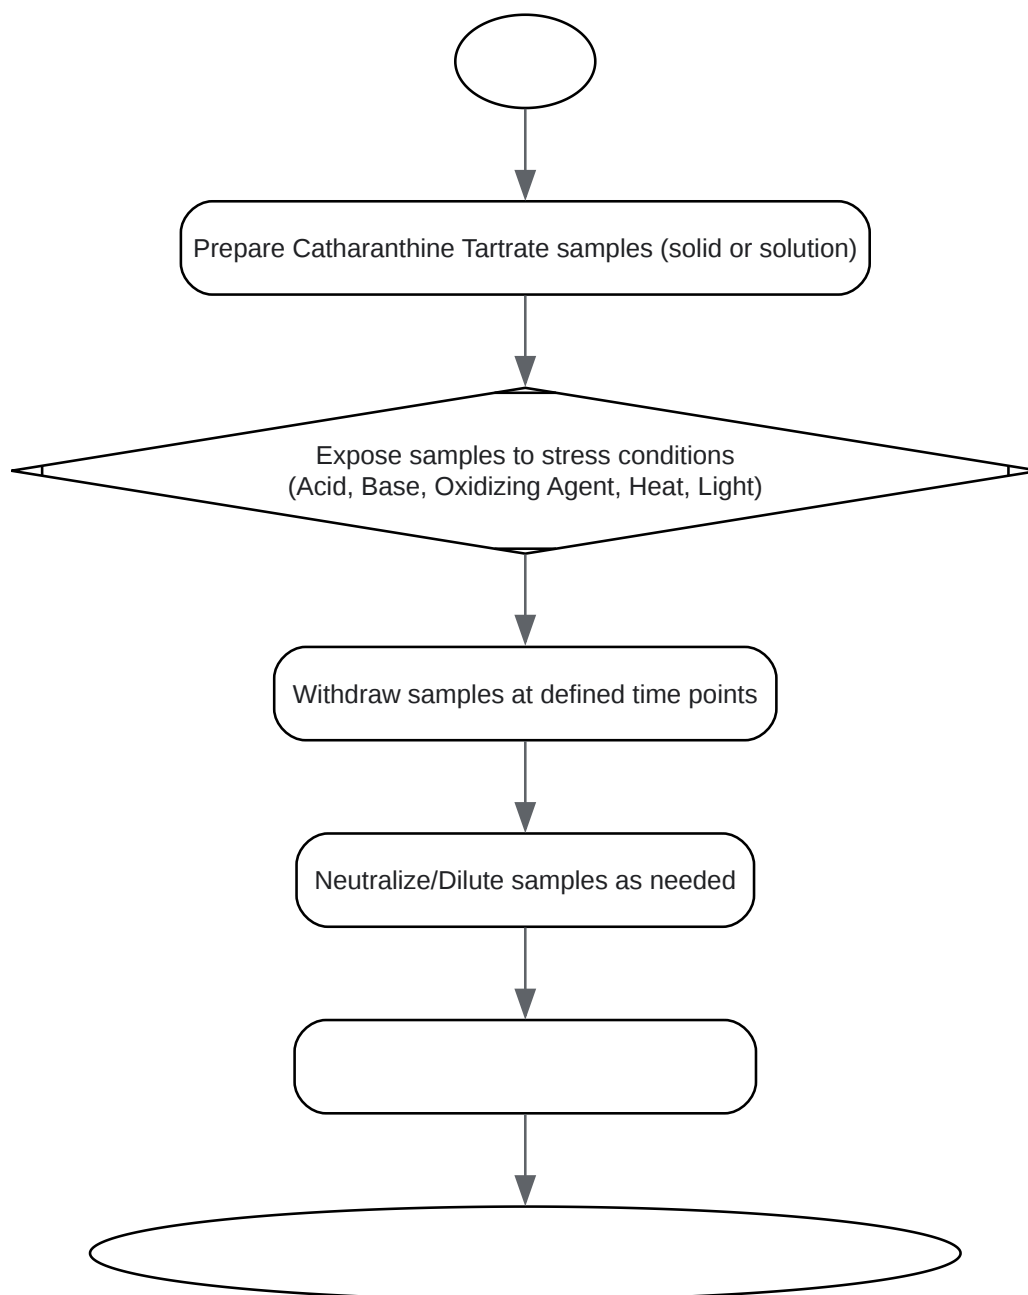 Prepare Catharanthine Tartrate samples (solid or solution)
Expose samples to stress conditions
(Acid, Base, Oxidizing Agent, Heat, Light)
Withdraw samples at defined time points
Neutralize/Dilute samples as needed